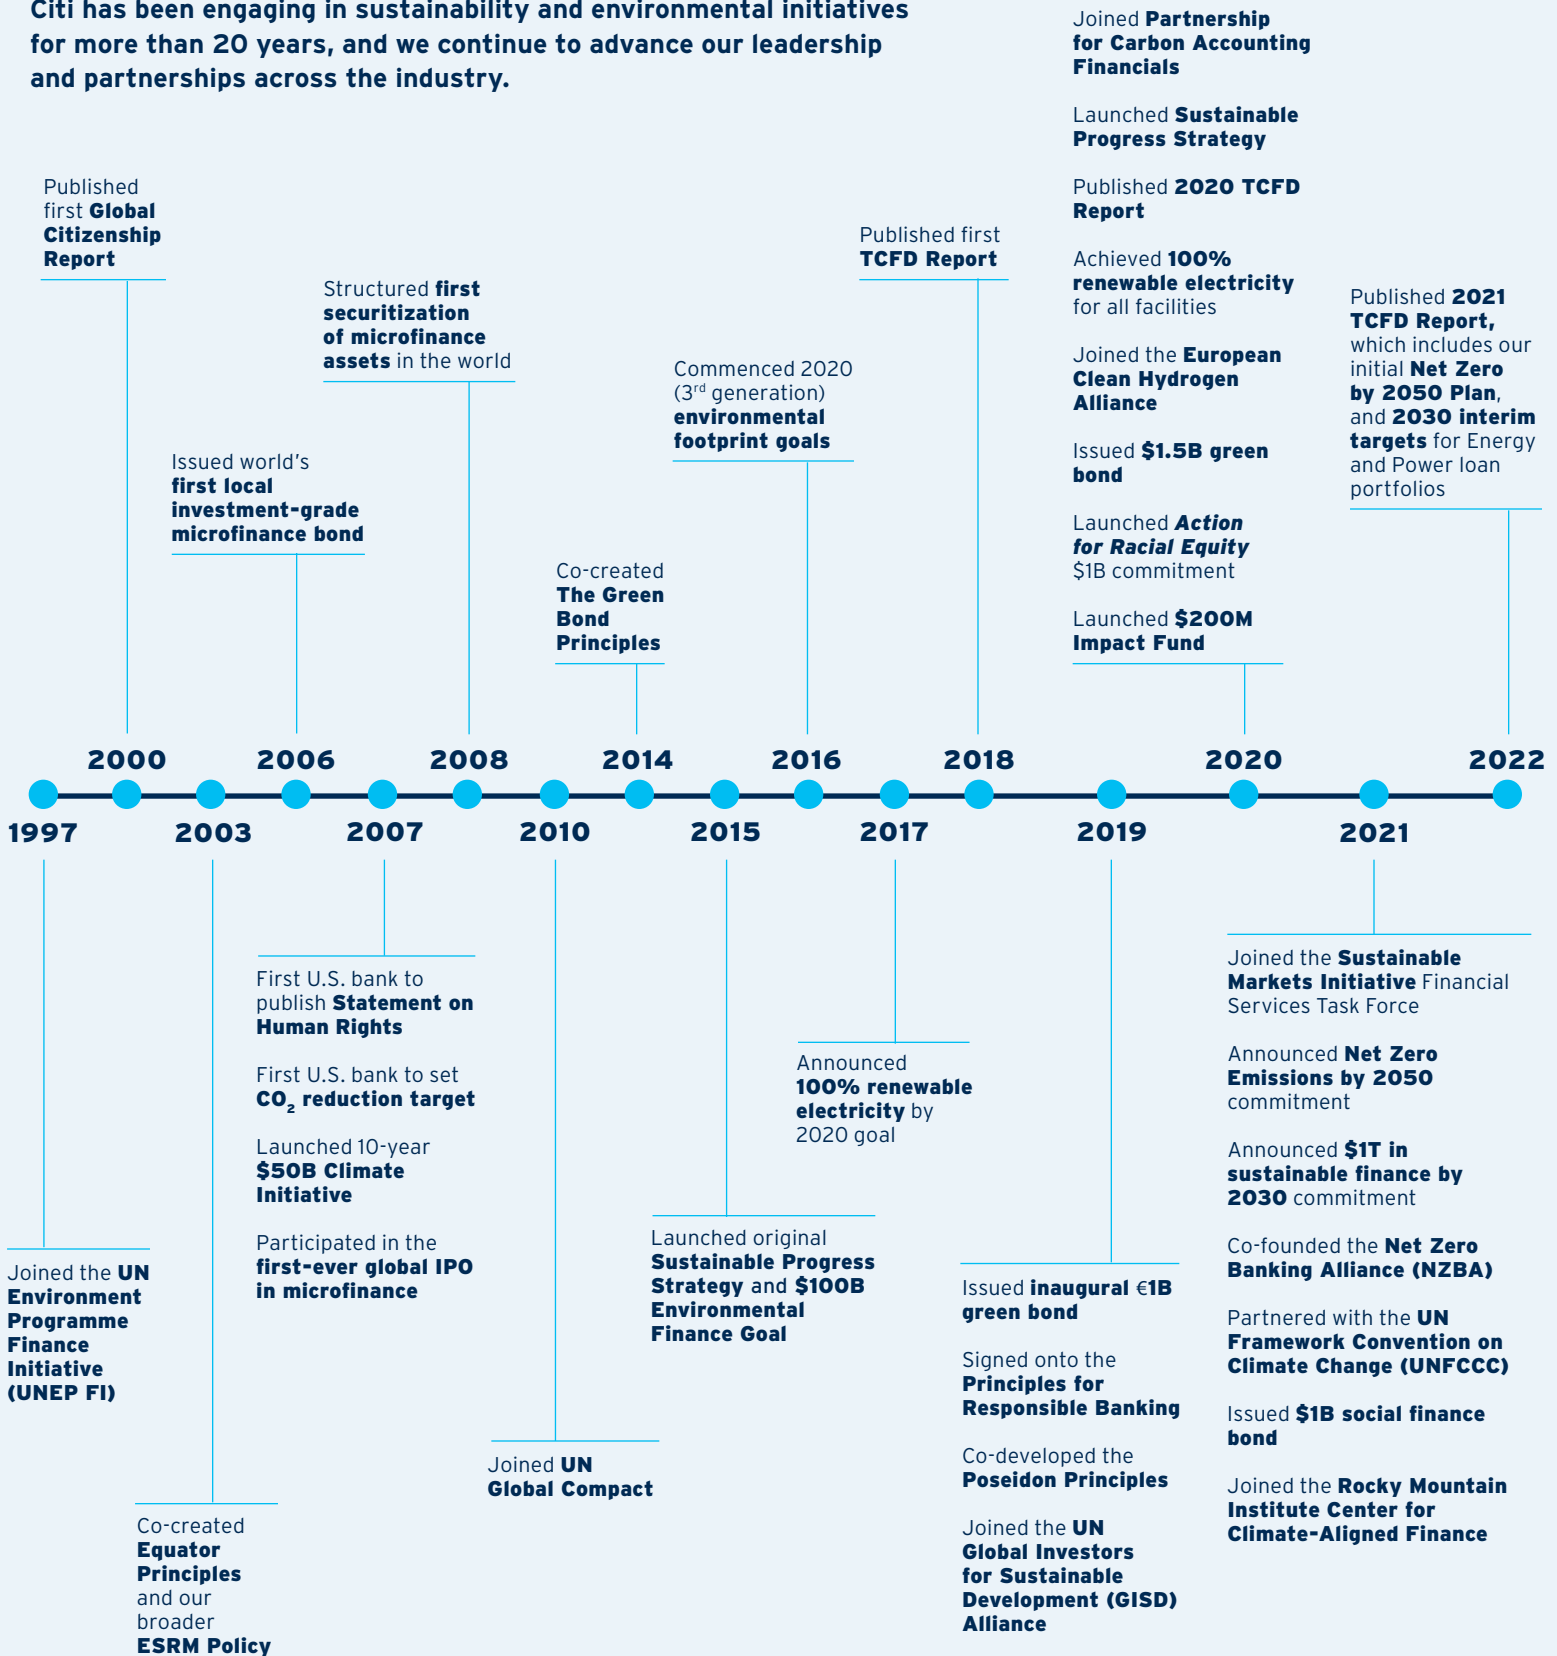 Citi has been engaging in sustainability and environmental initiatives
for more than 20 years, and we continue to advance our leadership
and partnerships across the industry.
Published
first Global
Citizenship
Report
Issued world's
first local
investment-grade
microfinance bond
Structured first
securitization
of microfinance
assets in the world
Co-created
The Green
Bond
Principles
Commenced 2020
(3rd generation)
environmental
footprint goals
Published first
TCFD Report
Joined Partnership
for Carbon Accounting
Financials
Launched Sustainable
Progress Strategy
Published 2020 TCFD
Report
Achieved 100%
renewable electricity
for all facilities
Joined the European
Clean Hydrogen
Alliance
Issued $1.5B green
bond
Launched Action
for Racial Equity
$1B commitment
Launched $200M
Impact Fund
Published 2021
TCFD Report,
which includes our
initial Net Zero
by 2050 Plan,
and 2030 interim
targets for Energy
and Power loan
portfolios
2000 2006 2008 2014 2016 2018 2020 2022
1997 2003 2007 2010 2015 2017 2019 2021
Joined the UN
Environment
Programme
Finance
Initiative
(UNEP FI)
Co-created
Equator
Principles
and our
broader
ESRM Policy
First U.S. bank to
publish Statement on
Human Rights
First U.S. bank to set
CO2 reduction target
Launched 10-year
$50B Climate
Initiative
Participated in the
first-ever global IPO
in microfinance
Joined UN
Global Compact
Launched original
Sustainable Progress
Strategy and $100B
Environmental
Finance Goal
Announced
100% renewable
electricity by
2020 goal
Issued inaugural €1B
green bond
Signed onto the
Principles for
Responsible Banking
Co-developed the
Poseidon Principles
Joined the UN
Global Investors
for Sustainable
Development (GISD)
Alliance
Joined the Sustainable
Markets Initiative Financial
Services Task Force
Announced Net Zero
Emissions by 2050
commitment
Announced $1T in
sustainable finance by
2030 commitment
Co-founded the Net Zero
Banking Alliance (NZBA)
Partnered with the UN
Framework Convention on
Climate Change (UNFCCC)
Issued $1B social finance
bond
Joined the Rocky Mountain
Institute Center for
Climate-Aligned Finance